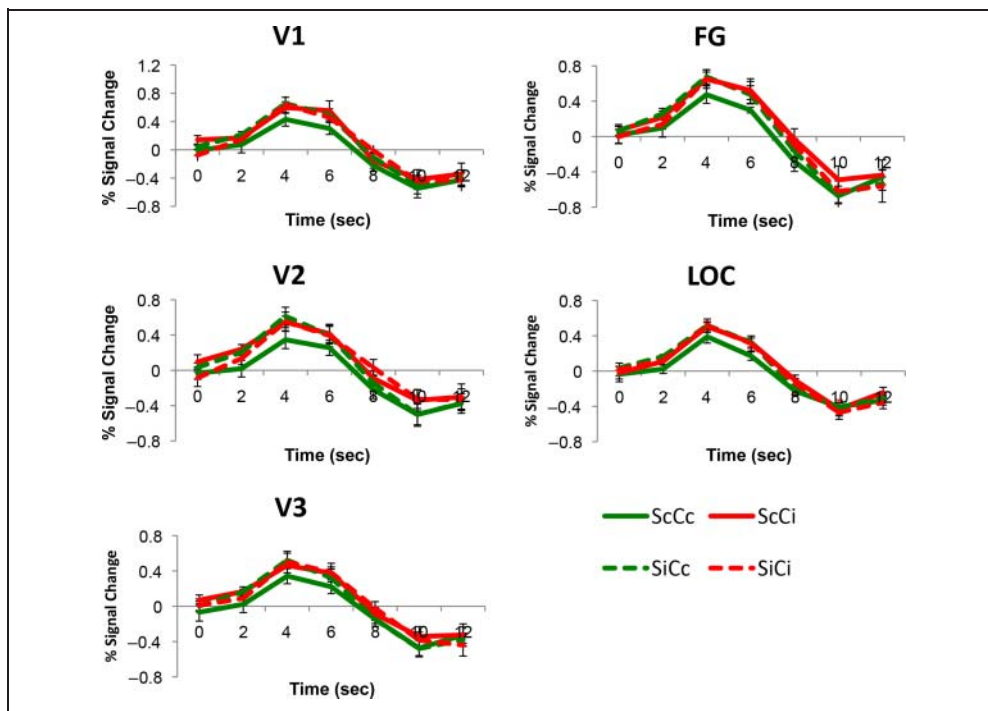 V1
% Signal Change
1.2
0.8
0.4
0
–0.4
–0.8
0 2 4 6 8 10 12
Time (sec)
FG
% Signal Change
0.8
0.4
0
–0.4
–0.8
0 2 4 6 8 10 12
Time (sec)
V2
% Signal Change
0.8
0.4
0
–0.4
–0.8
0 2 4 6 8 10 12
Time (sec)
LOC
% Signal Change
0.8
0.4
0
–0.4
–0.8
0 2 4 6 8 10 12
Time (sec)
V3
% Signal Change
0.8
0.4
0
–0.4
–0.8
0 2 4 6 8 10 12
Time (sec)
ScCc ScCi
SiCc SiCi